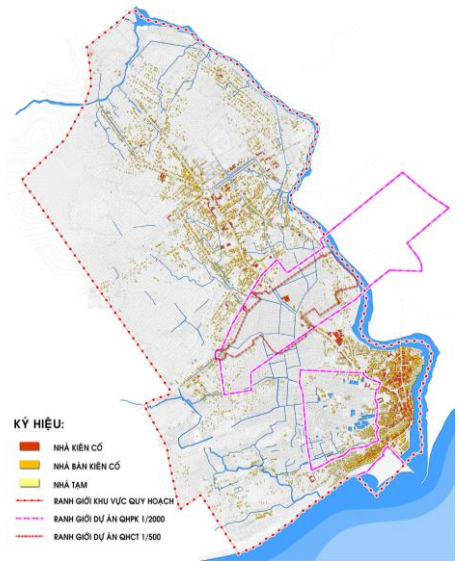 KÝ HIỆU:
NHÀ KIÊN CỐ
NHÀ BÁN KIÊN CỐ
NHÀ TẠM
RANH GIỚI KHU VỰC QUY HOẠCH
RANH GIỚI DỰ ÁN QHPK 1/2000
RANH GIỚI DỰ ÁN QHCT 1/500